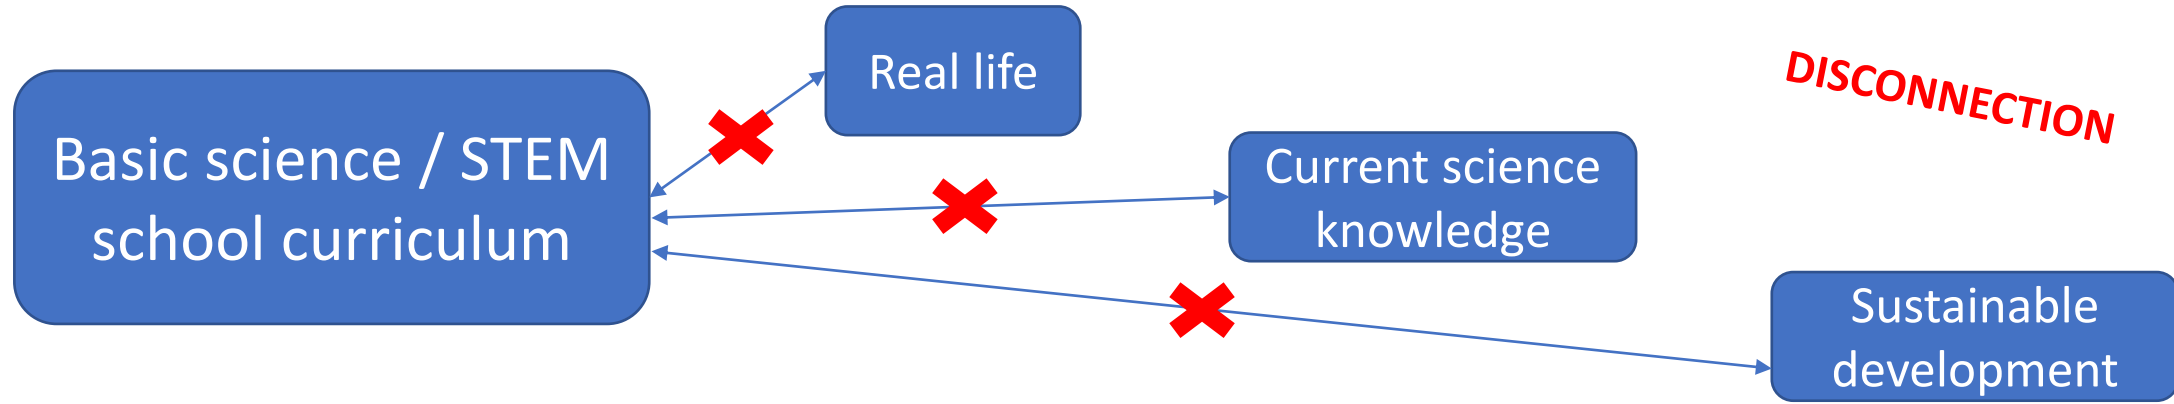 Basic science / STEM
school curriculum
Real life
Current science
knowledge
Sustainable
development
DISCONNECTION